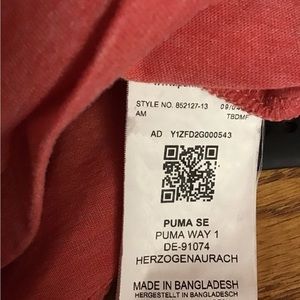 STYLE NO. 852127-13
AM TBDMF
AD Y1ZFD2G000543
PUMA SE
PUMA WAY 1
DE-91074
HERZOGENAURACH
MADE IN BANGLADESH
HERGESTELLT IN BANGLADESCH